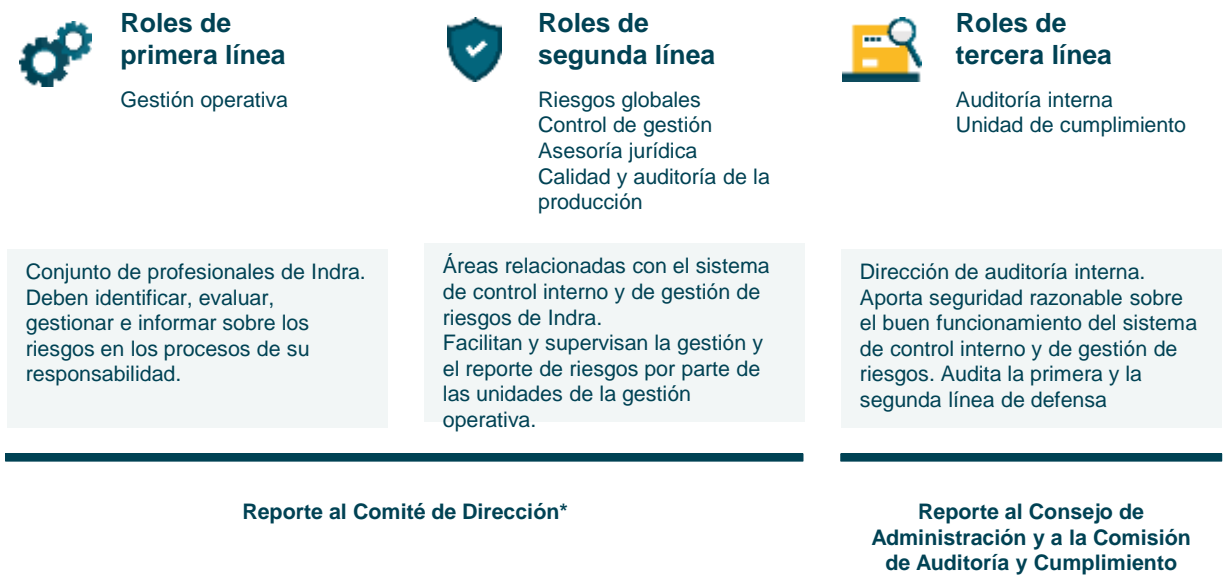 Roles de
primera línea
Gestión operativa
Roles de
segunda línea
Riesgos globales
Control de gestión
Asesoría jurídica
Calidad y auditoría de la
producción
Roles de
tercera línea
Auditoría interna
Unidad de cumplimiento
Conjunto de profesionales de Indra.
Deben identificar, evaluar,
gestionar e informar sobre los
riesgos en los procesos de su
responsabilidad.
Áreas relacionadas con el sistema
de control interno y de gestión de
riesgos de Indra.
Facilitan y supervisan la gestión y
el reporte de riesgos por parte de
las unidades de la gestión
operativa.
Dirección de auditoría interna.
Aporta seguridad razonable sobre
el buen funcionamiento del sistema
de control interno y de gestión de
riesgos. Audita la primera y la
segunda línea de defensa
Reporte al Comité de Dirección*
Reporte al Consejo de
Administración y a la Comisión
de Auditoría y Cumplimiento